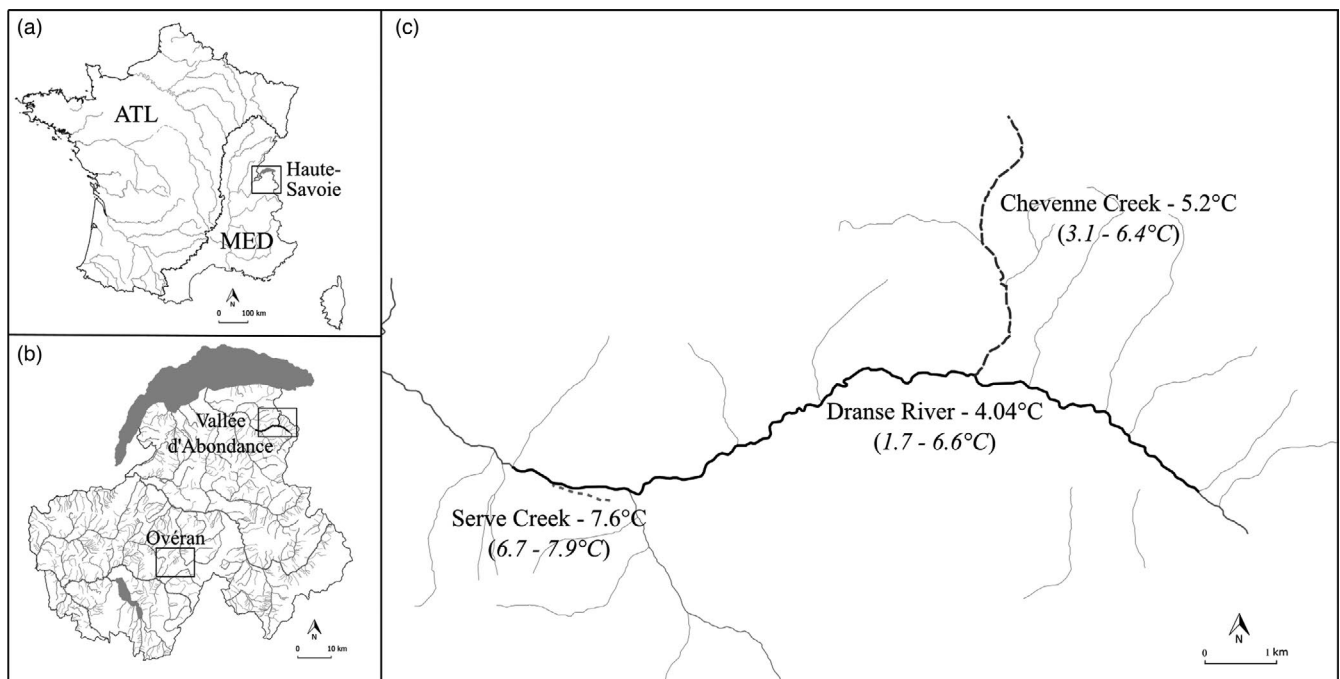 (a)
ATL
Haute-
Savoie
MED
N
0 100 km
(b)
Vallée
d'Abondance
Ovéran
N
0 10 km
(c)
Chevenne Creek - 5.2°C
(3.1 - 6.4°C)
Dranse River - 4.04°C
(1.7 - 6.6°C)
Serve Creek - 7.6°C
(6.7 - 7.9°C)
N
0 1 km